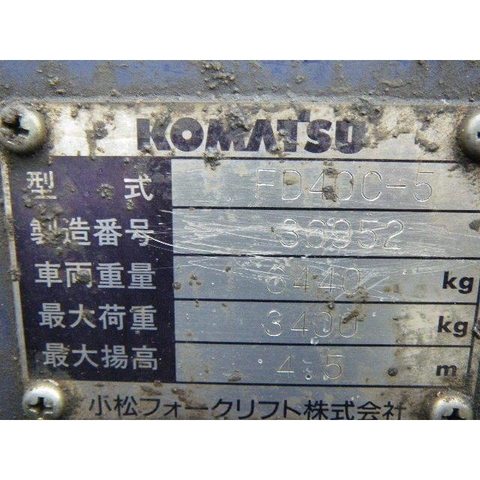 KOMATSU
型式 FD40C-5
製造番号
車両重量 6440 kg
最大荷重 3400 kg
最大揚高 4.5 m
小松フォークリフト株式会社